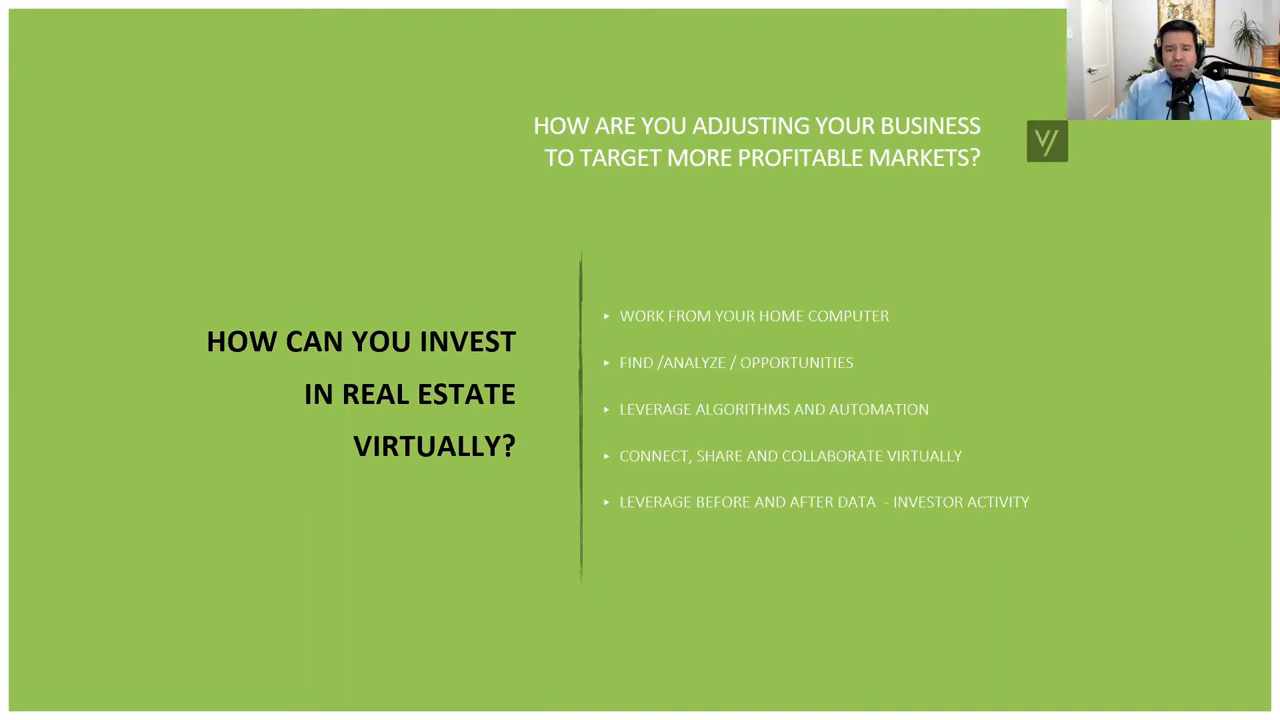 HOW ARE YOU ADJUSTING YOUR BUSINESS
TO TARGET MORE PROFITABLE MARKETS?
HOW CAN YOU INVEST
IN REAL ESTATE
VIRTUALLY?
WORK FROM YOUR HOME COMPUTER
FIND /ANALYZE / OPPORTUNITIES
LEVERAGE ALGORITHMS AND AUTOMATION
CONNECT, SHARE AND COLLABORATE VIRTUALLY
LEVERAGE BEFORE AND AFTER DATA  - INVESTOR ACTIVITY